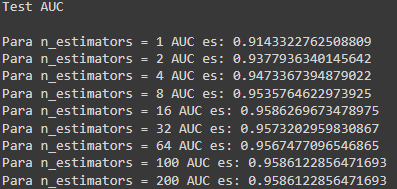 Test AUC
Para n_estimators = 1 AUC es: 0.9143322762508809
Para n_estimators = 2 AUC es: 0.9377936340145642
Para n_estimators = 4 AUC es: 0.9473367394879022
Para n_estimators = 8 AUC es: 0.9535764622973925
Para n_estimators = 16 AUC es: 0.9586269673478975
Para n_estimators = 32 AUC es: 0.9573202959830867
Para n_estimators = 64 AUC es: 0.9567477096546865
Para n_estimators = 100 AUC es: 0.9586122856471693
Para n_estimators = 200 AUC es: 0.9586122856471693